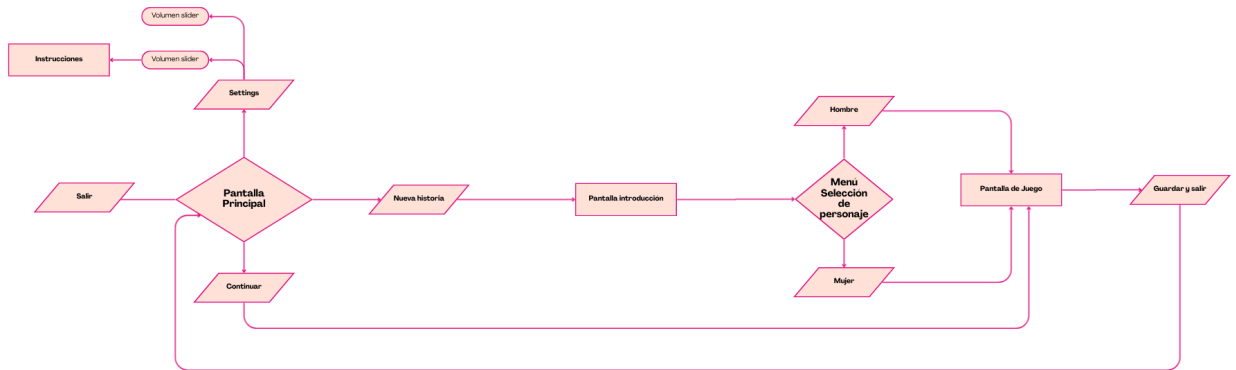 Volumen slider
Instrucciones
Volumen slider
Settings
Hombre
Salir
Pantalla
Principal
Nueva historia
Pantalla introducción
Menú
Selección
de
personaje
Pantalla de Juego
Guardar y salir
Continuar
Mujer